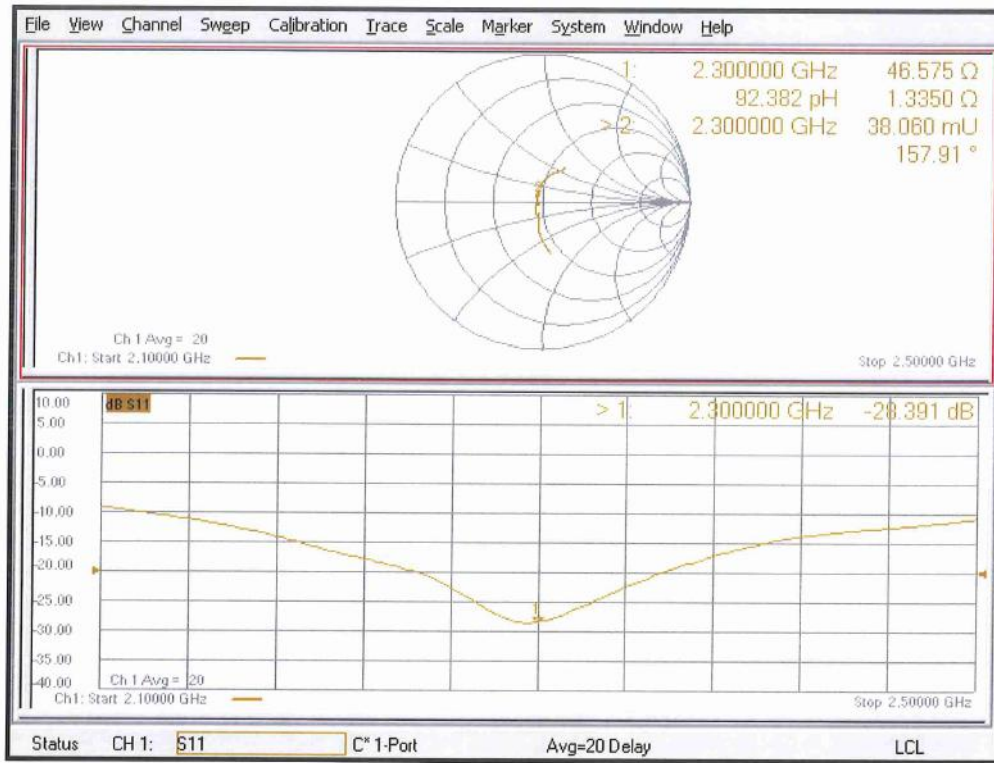 File View Channel Sweep Calibration Trace Scale Marker System Window Help
1: 2.300000 GHz 46.575 Ω
92.382 pH 1.3350 Ω
> 2: 2.300000 GHz 38.060 mU
157.91 °
Ch 1 Avg = 20
Ch1: Start 2.10000 GHz Stop 2.50000 GHz
10.00 dB S11 > 1: 2.300000 GHz -28.391 dB
5.00
0.00
-5.00
-10.00
-15.00
-20.00
-25.00 1
-30.00
-35.00
-40.00 Ch 1 Avg = 20
Ch1: Start 2.10000 GHz Stop 2.50000 GHz
Status CH 1: S11 C* 1-Port Avg=20 Delay LCL